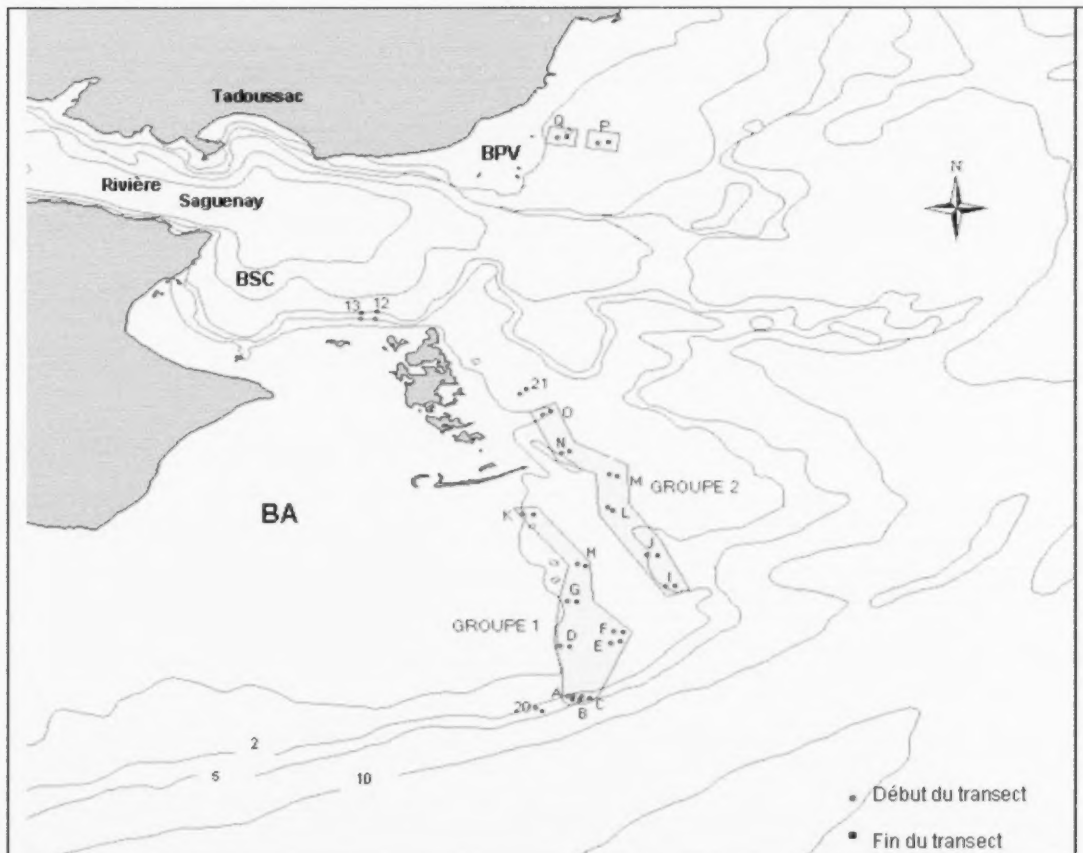 Tadoussac
Q
P
BPV
Rivière
Saguenay
N
BSC
13
12
21
O
N
M
GROUPE 2
BA
L
K
J
H
I
G
GROUPE 1
F
D
E
A
C
B
20
2
6
10
Début du transect
Fin du transect